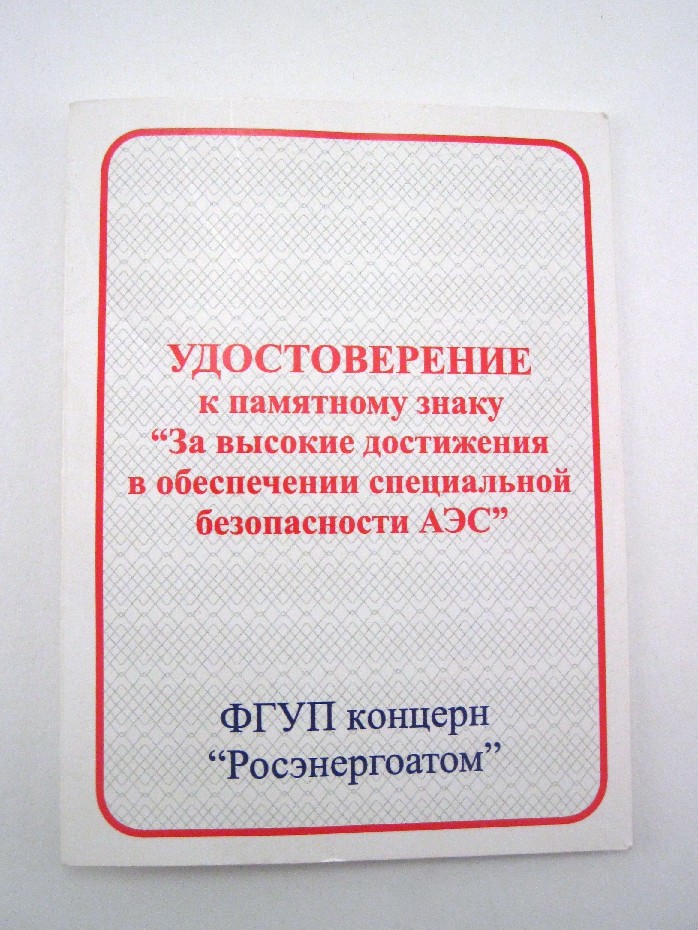 УДОСТОВЕРЕНИЕ
к памятному знаку
“За высокие достижения
в обеспечении специальной
безопасности АЭС”
ФГУП концерн
“Росэнергоатом”